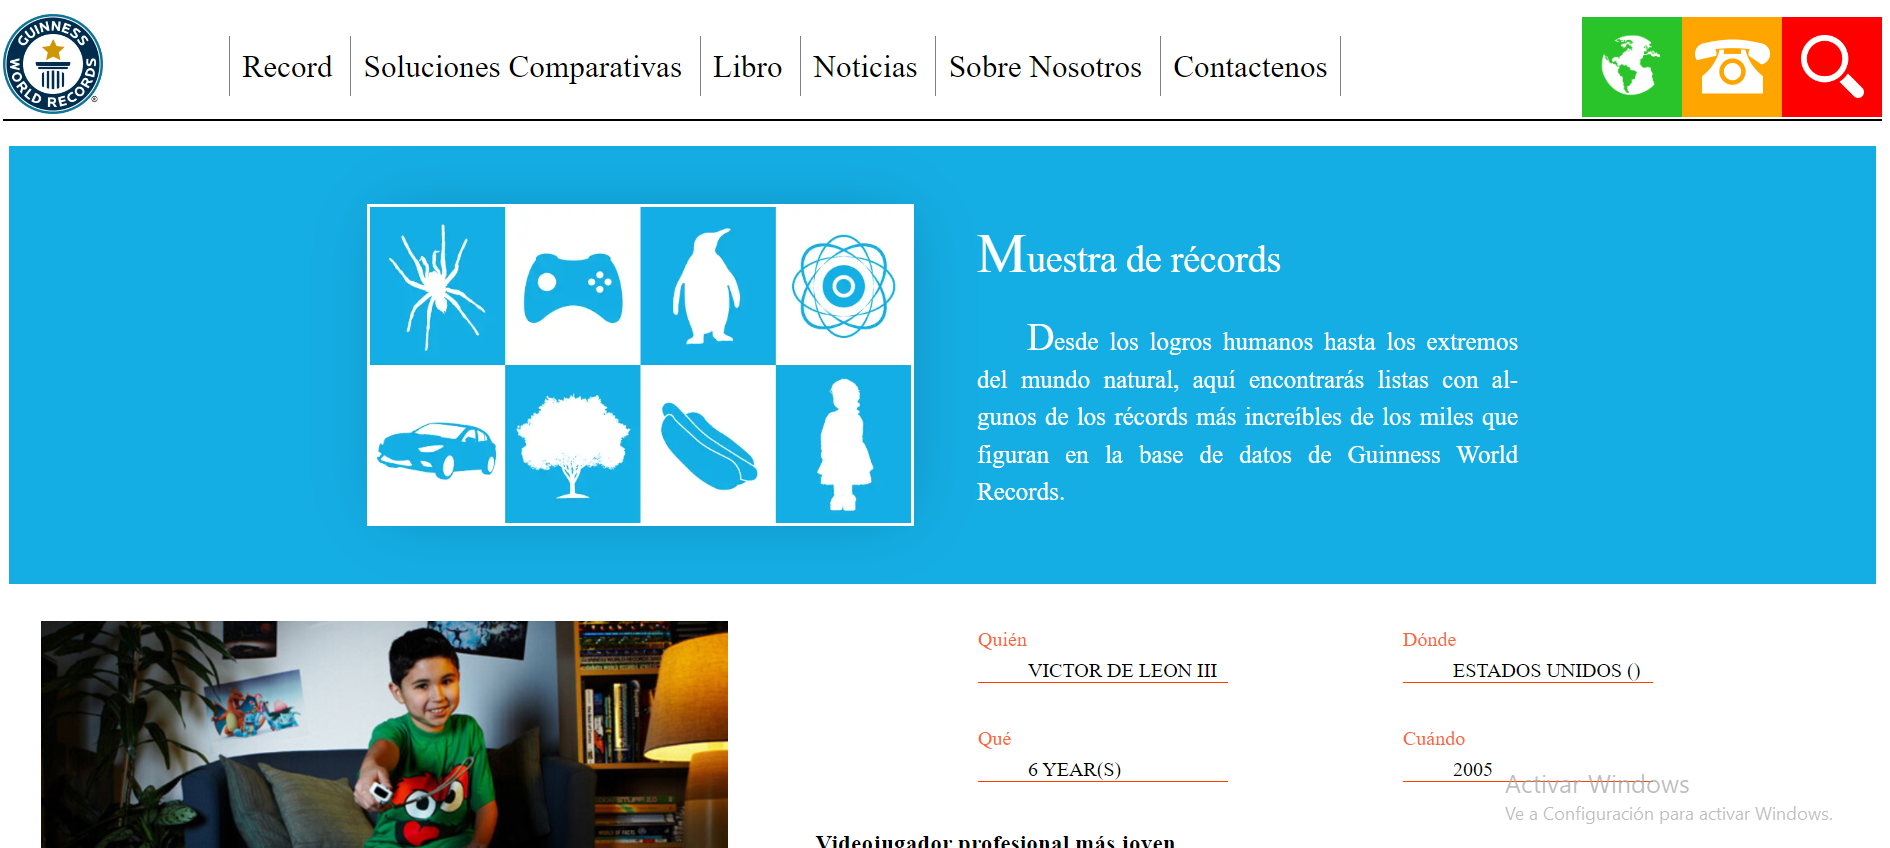 GUINNESS WORLD RECORDS
Record
Soluciones Comparativas
Libro
Noticias
Sobre Nosotros
Contactenos
Muestra de récords
Desde los logros humanos hasta los extremos
del mundo natural, aquí encontrarás listas con al-
gunos de los récords más increíbles de los miles que
figuran en la base de datos de Guinness World
Records.
Quién
VICTOR DE LEON III
Dónde
ESTADOS UNIDOS ()
Qué
6 YEAR(S)
Cuándo
2005
Videojugador profesional más joven
Activar Windows
Ve a Configuración para activar Windows.